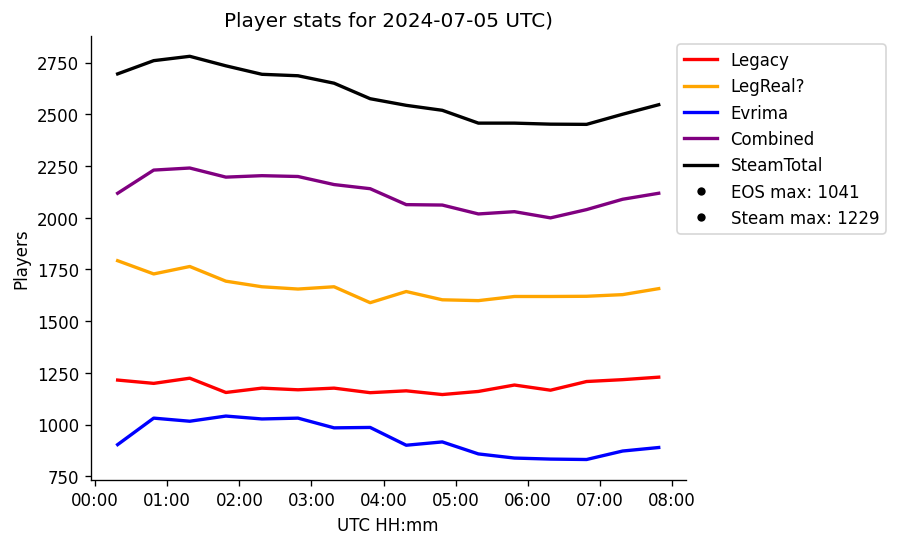 Player stats for 2024-07-05 UTC)
Legacy
LegReal?
Evrima
Combined
SteamTotal
EOS max: 1041
Steam max: 1229
Players
2750
2500
2250
2000
1750
1500
1250
1000
750
00:00 01:00 02:00 03:00 04:00 05:00 06:00 07:00 08:00
UTC HH:mm